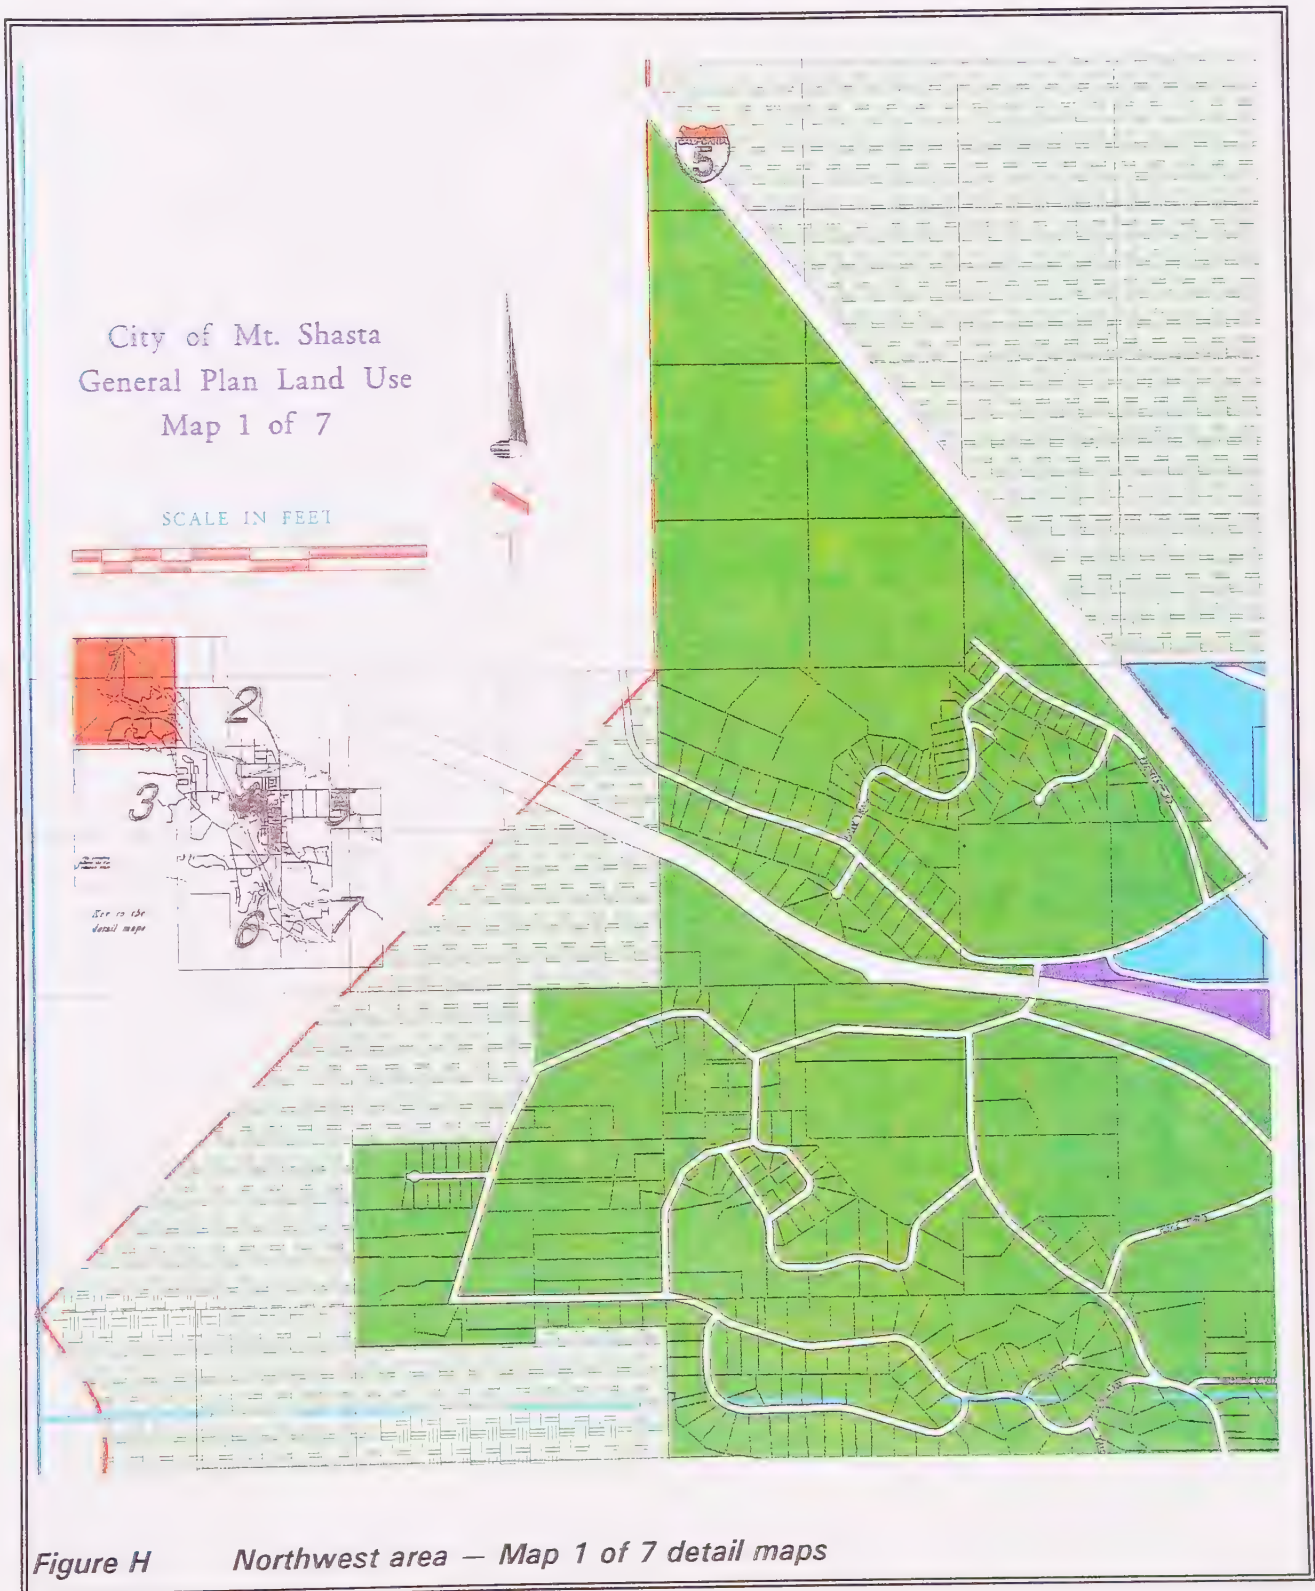 CALIFORNIA
5
City of Mt. Shasta
General Plan Land Use
Map 1 of 7
SCALE IN FEET
2
3
5
6
7
Key to the
detail maps
Figure H Northwest area — Map 1 of 7 detail maps